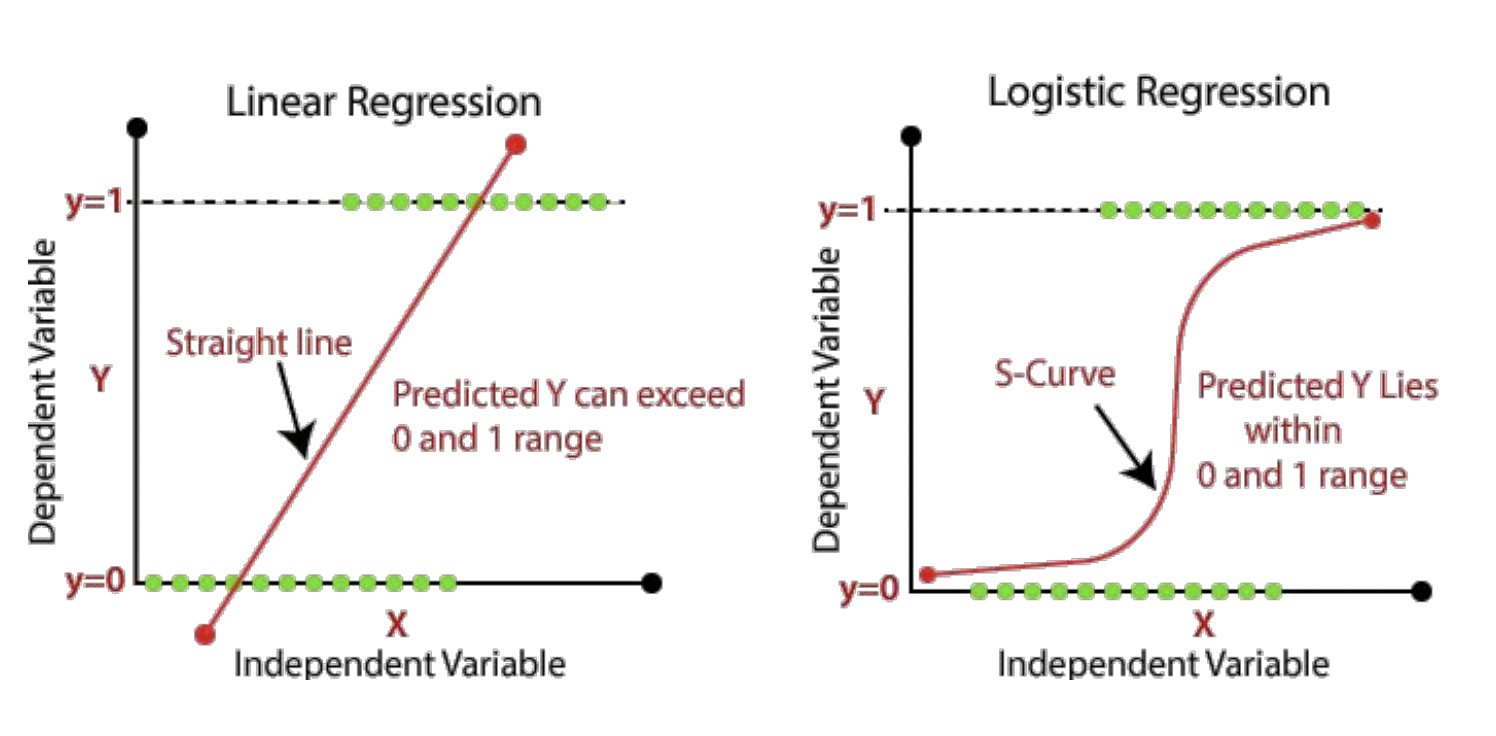 Linear Regression
y=1
Dependent Variable
Y
Straight line
Predicted Y can exceed
0 and 1 range
y=0
X
Independent Variable
Logistic Regression
y=1
Dependent Variable
Y
S-Curve
Predicted Y Lies
within
0 and 1 range
y=0
X
Independent Variable